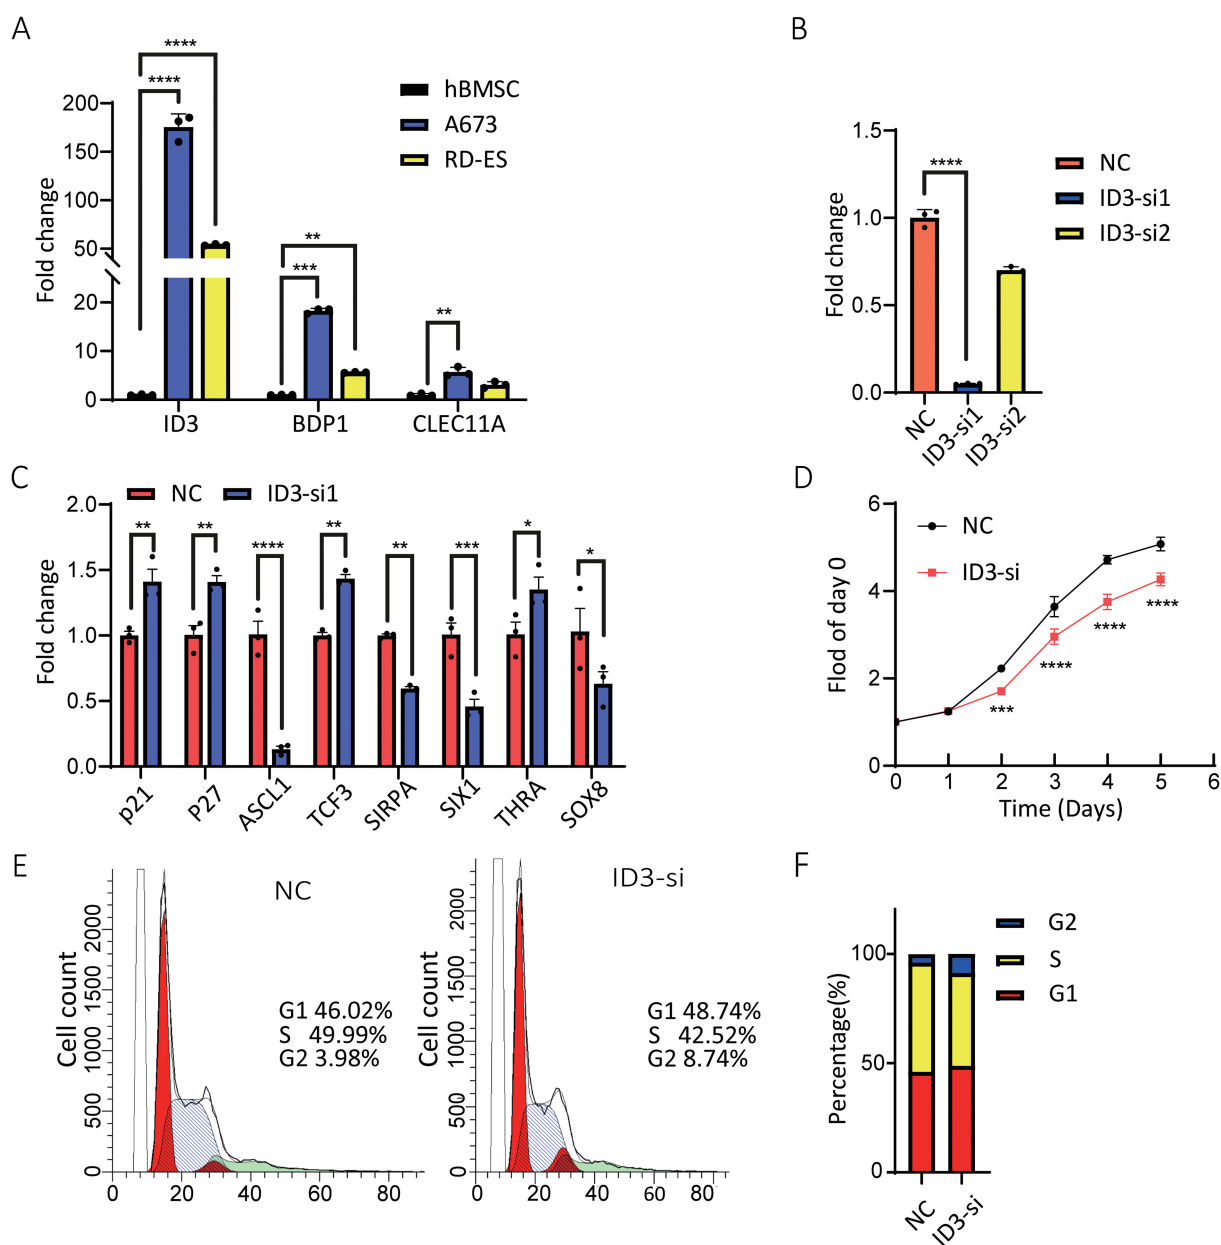 A
B
****
****
hBMSC
A673
RD-ES
Fold change
200
150
100
50
20
10
0
**
***
**
ID3
BDP1
CLEC11A
Fold change
1.5
1.0
0.5
0.0
****
NC
ID3-si1
ID3-si2
NC
ID3-si1
ID3-si2
C
NC
ID3-si1
Fold change
2.0
1.5
1.0
0.5
0.0
**
**
****
**
**
***
*
*
p21
P27
ASCL1
TCF3
SIRPA
SIX1
THRA
SOX8
D
NC
ID3-si
Flod of day 0
6
4
2
0
***
****
****
****
0 1 2 3 4 5 6
Time (Days)
E
NC
Cell count
2000
1500
1000
500
0
G1 46.02%
S 49.99%
G2 3.98%
0 20 40 60 80
ID3-si
Cell count
2000
1500
1000
500
0
G1 48.74%
S 42.52%
G2 8.74%
0 20 40 60 80
F
G2
S
G1
Percentage(%)
100
50
0
NC
ID3-si